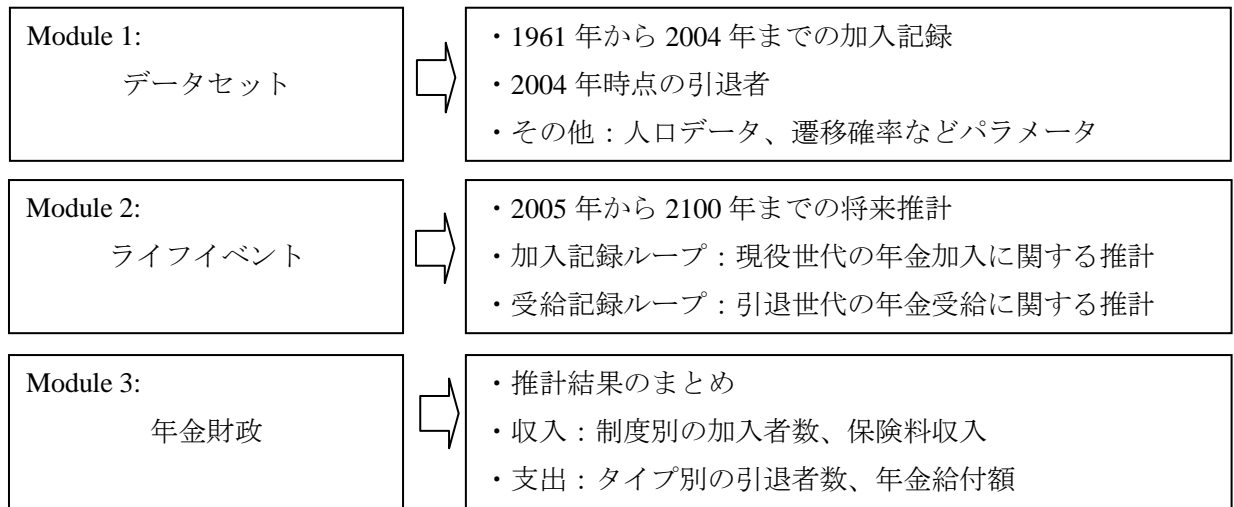 Module 1:
データセット
・1961 年から 2004 年までの加入記録
・2004 年時点の引退者
・その他：人口データ、遷移確率などパラメータ
Module 2:
ライフイベント
・2005 年から 2100 年までの将来推計
・加入記録ループ：現役世代の年金加入に関する推計
・受給記録ループ：引退世代の年金受給に関する推計
Module 3:
年金財政
・推計結果のまとめ
・収入：制度別の加入者数、保険料収入
・支出：タイプ別の引退者数、年金給付額